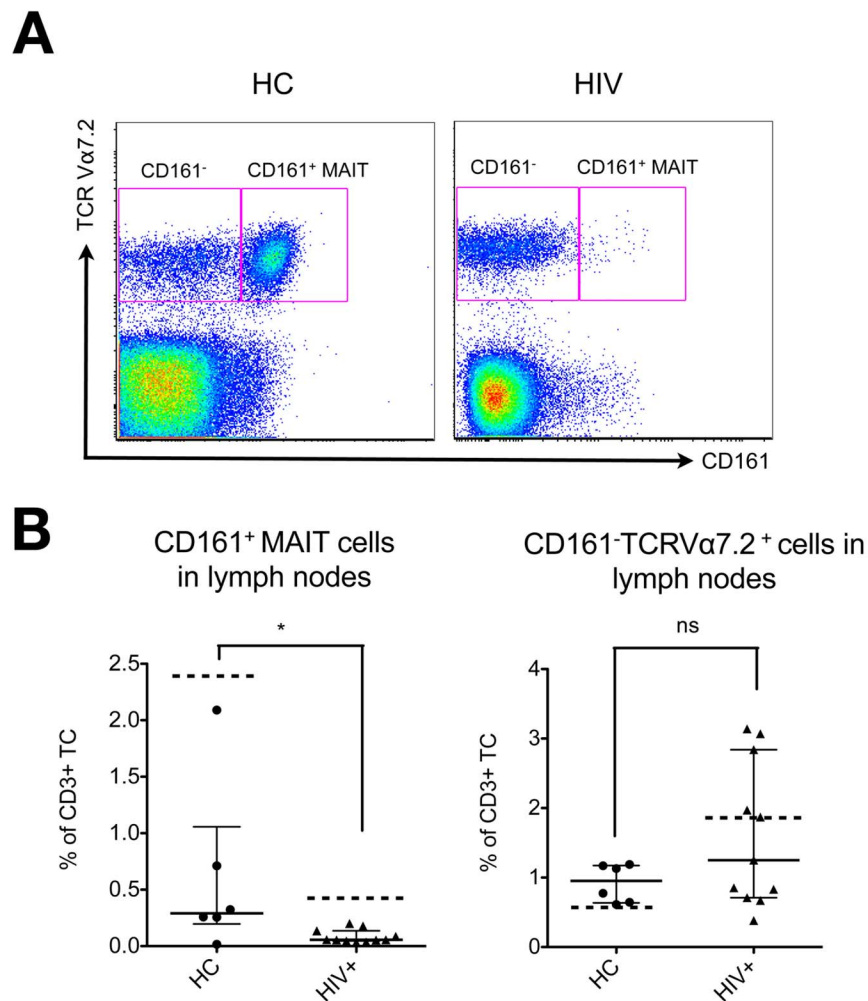 A
HC
HIV
TCR Vα7.2
CD161⁻
CD161⁺ MAIT
CD161⁻
CD161⁺ MAIT
CD161
B
CD161⁺ MAIT cells
in lymph nodes
*
% of CD3+ TC
2.5
2.0
1.5
1.0
0.5
0.0
HC
HIV+
CD161⁻TCRVα7.2⁺ cells in
lymph nodes
ns
% of CD3+ TC
4
3
2
1
0
HC
HIV+